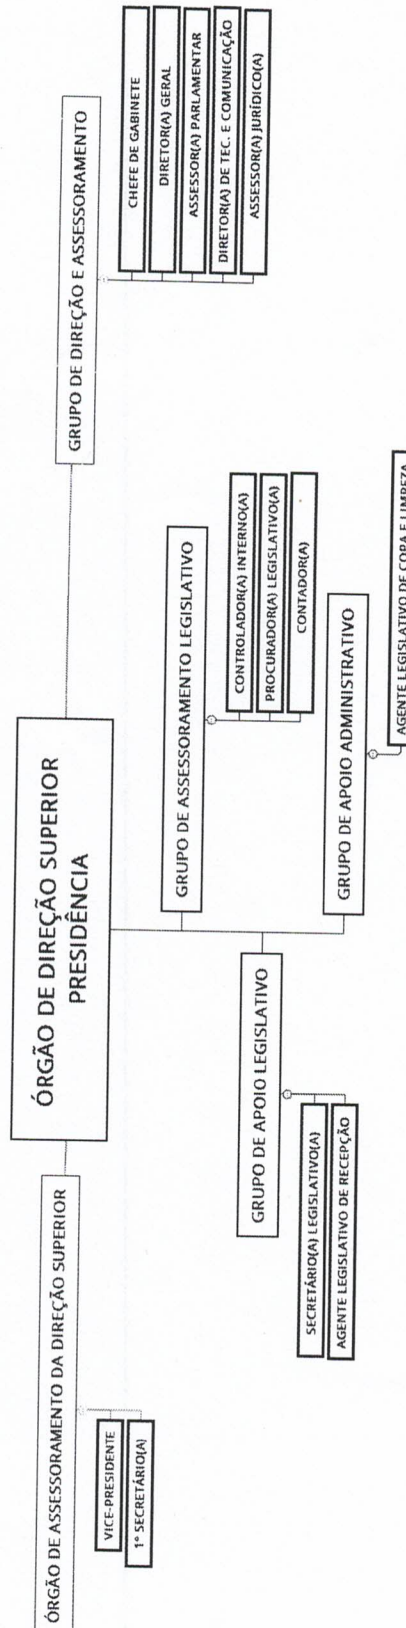 ÓRGÃO DE DIREÇÃO SUPERIOR
PRESIDÊNCIA
ÓRGÃO DE ASSESSORAMENTO DA DIREÇÃO SUPERIOR
VICE-PRESIDENTE
1º SECRETÁRIO(A)
GRUPO DE DIREÇÃO E ASSESSORAMENTO
CHEFE DE GABINETE
DIRETOR(A) GERAL
ASSESSOR(A) PARLAMENTAR
DIRETOR(A) DE TEC. E COMUNICAÇÃO
ASSESSOR(A) JURÍDICO(A)
GRUPO DE ASSESSORAMENTO LEGISLATIVO
CONTROLADOR(A) INTERNO(A)
PROCURADOR(A) LEGISLATIVO(A)
CONTADOR(A)
GRUPO DE APOIO LEGISLATIVO
SECRETÁRIO(A) LEGISLATIVO(A)
AGENTE LEGISLATIVO DE RECEPÇÃO
GRUPO DE APOIO ADMINISTRATIVO
AGENTE LEGISLATIVO DE COPA E LIMPEZA